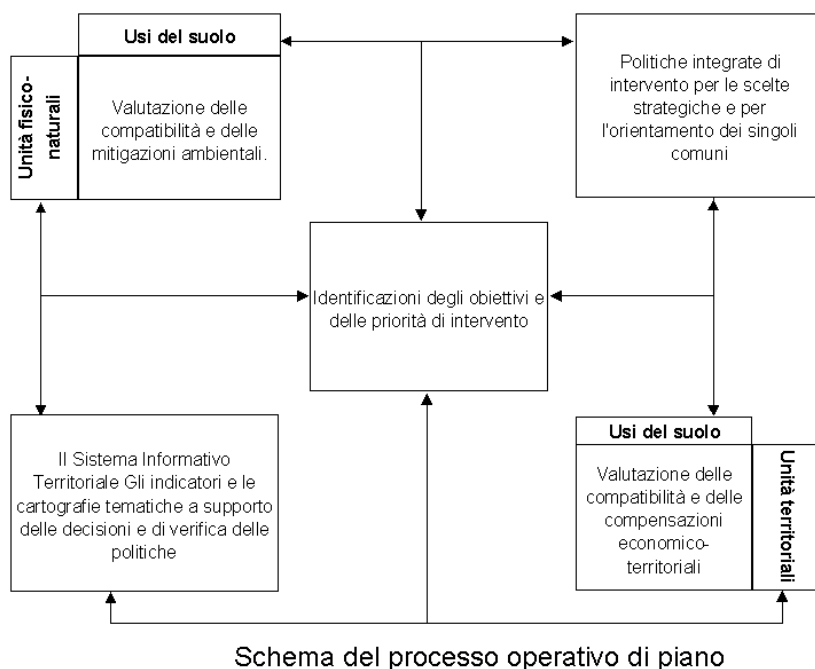 Usi del suolo
Unità fisico-
naturali
Valutazione delle
compatibilità e delle
mitigazioni ambientali.
Politiche integrate di
intervento per le scelte
strategiche e per
l'orientamento dei singoli
comuni
Identificazioni degli obiettivi e
delle priorità di intervento
Il Sistema Informativo
Territoriale Gli indicatori e le
cartografie tematiche a supporto
delle decisioni e di verifica delle
politiche
Usi del suolo
Valutazione delle
compatibilità e delle
compensazioni
economico-
territoriali
Unità territoriali
Schema del processo operativo di piano